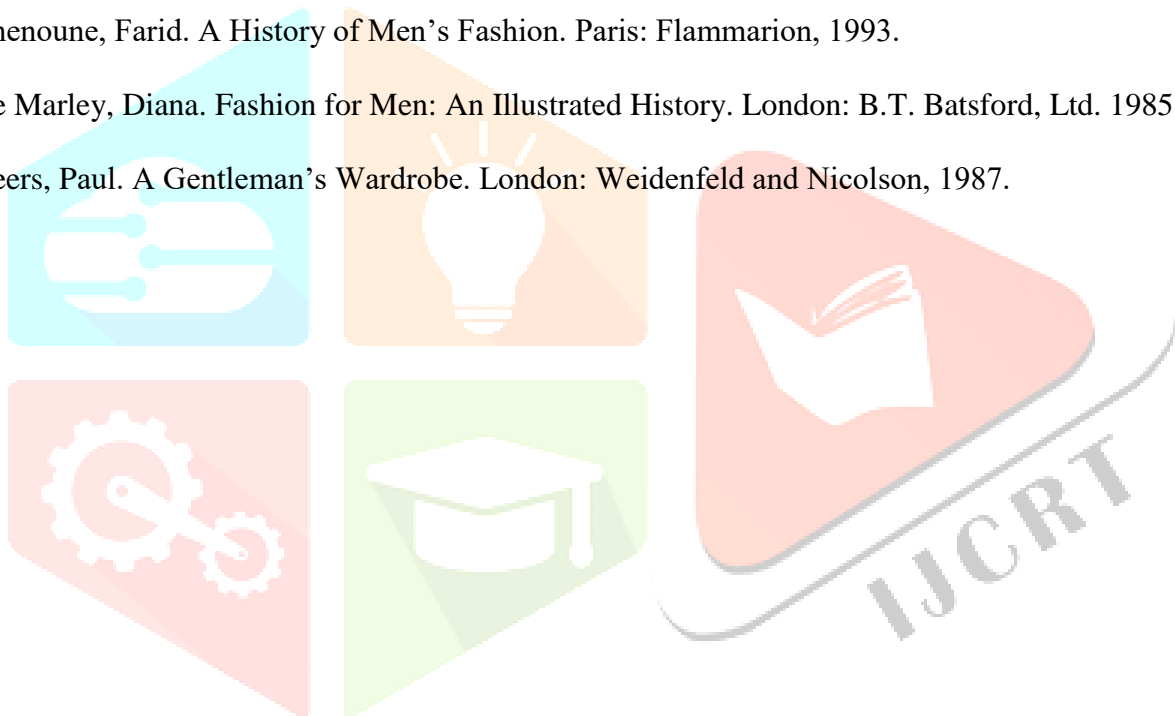 henoune, Farid. A History of Men’s Fashion. Paris: Flammarion, 1993.
e Marley, Diana. Fashion for Men: An Illustrated History. London: B.T. Batsford, Ltd. 1985
eers, Paul. A Gentleman’s Wardrobe. London: Weidenfeld and Nicolson, 1987.
IJCRT